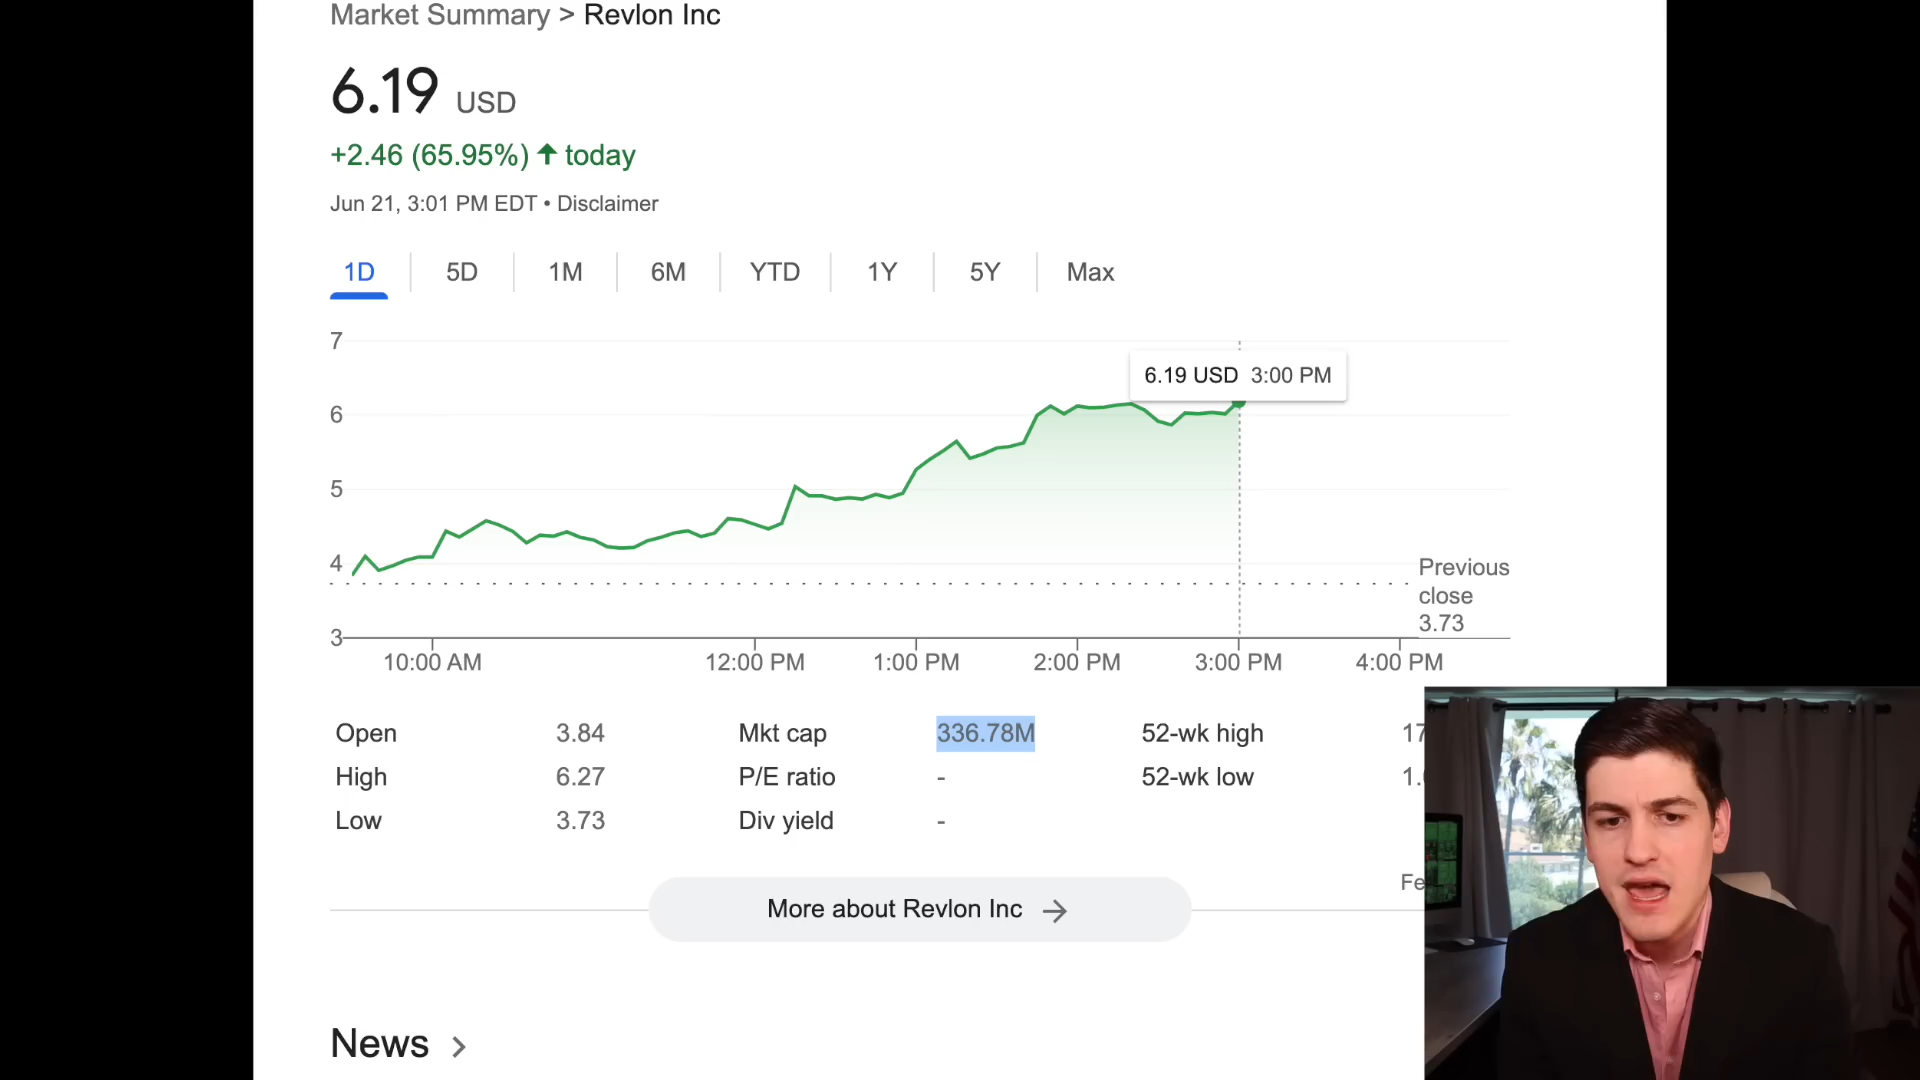 Market Summary > Revlon Inc
6.19 USD
+2.46 (65.95%) ↑ today
Jun 21, 3:01 PM EDT • Disclaimer
1D 5D 1M 6M YTD 1Y 5Y Max
7
6.19 USD 3:00 PM
6
5
4
Previous
close
3.73
3
10:00 AM 12:00 PM 1:00 PM 2:00 PM 3:00 PM 4:00 PM
Open 3.84 Mkt cap 336.78M 52-wk high 17
High 6.27 P/E ratio - 52-wk low 1.
Low 3.73 Div yield -
Fe
More about Revlon Inc →
News >